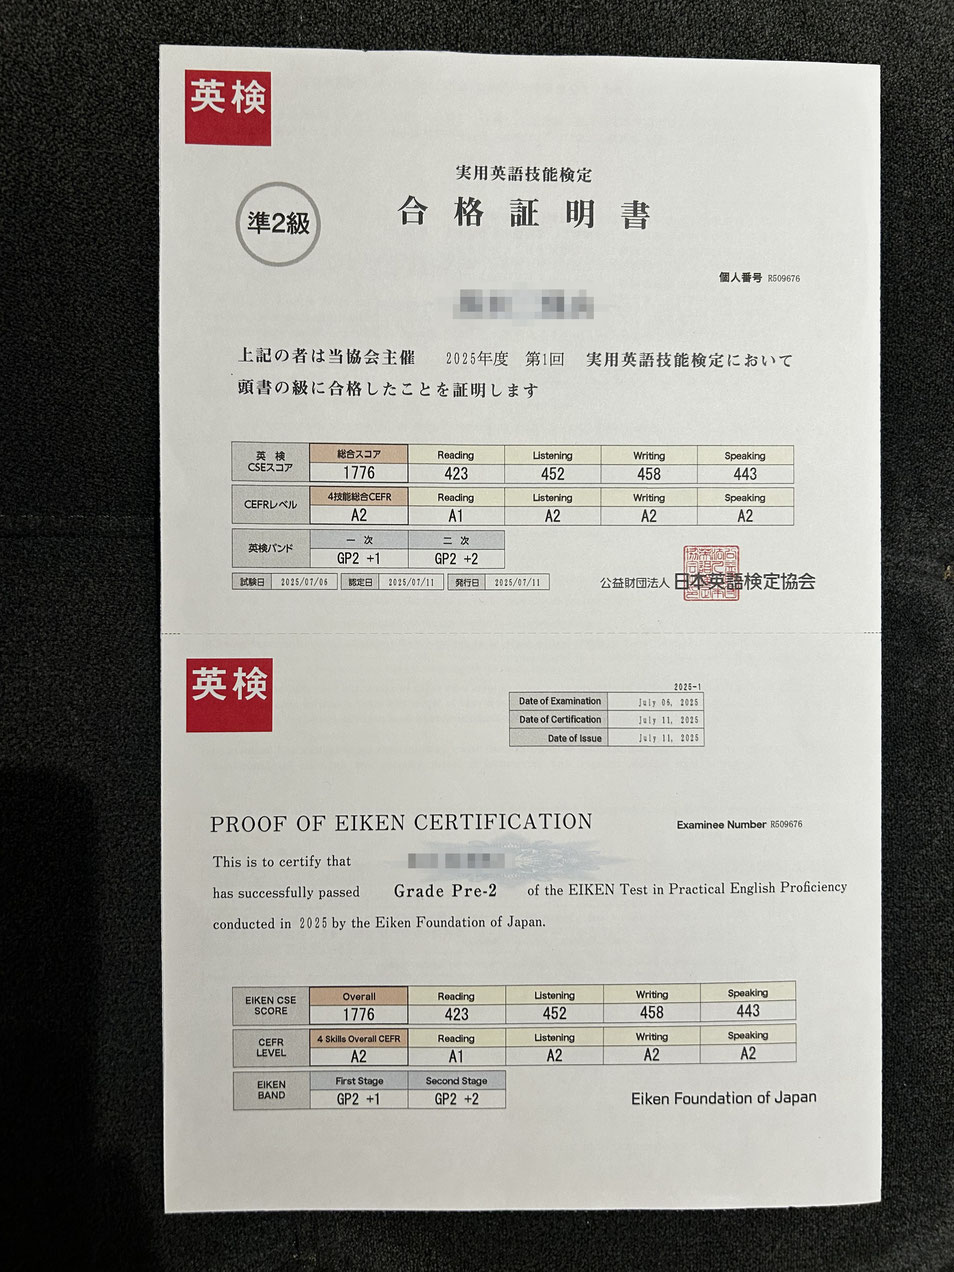 英検
実用英語技能検定
準2級
合格証明書
個人番号 R509676
上記の者は当協会主催 2025年度 第1回 実用英語技能検定において
頭書の級に合格したことを証明します
英検 CSEスコア 総合スコア Reading Listening Writing Speaking
1776 423 452 458 443
CEFRレベル 4技能総合CEFR Reading Listening Writing Speaking
A2 A1 A2 A2 A2
英検バンド 一次 二次
GP2 +1 GP2 +2
試験日 2025/07/06 認定日 2025/07/11 発行日 2025/07/11
公益財団法人 日本英語検定協会
英検
2025-1
Date of Examination July 06, 2025
Date of Certification July 11, 2025
Date of Issue July 11, 2025
PROOF OF EIKEN CERTIFICATION
Examinee Number R509676
This is to certify that
has successfully passed Grade Pre-2 of the EIKEN Test in Practical English Proficiency
conducted in 2025 by the Eiken Foundation of Japan.
EIKEN CSE SCORE Overall Reading Listening Writing Speaking
1776 423 452 458 443
CEFR LEVEL 4 Skills Overall CEFR Reading Listening Writing Speaking
A2 A1 A2 A2 A2
EIKEN BAND First Stage Second Stage
GP2 +1 GP2 +2
Eiken Foundation of Japan